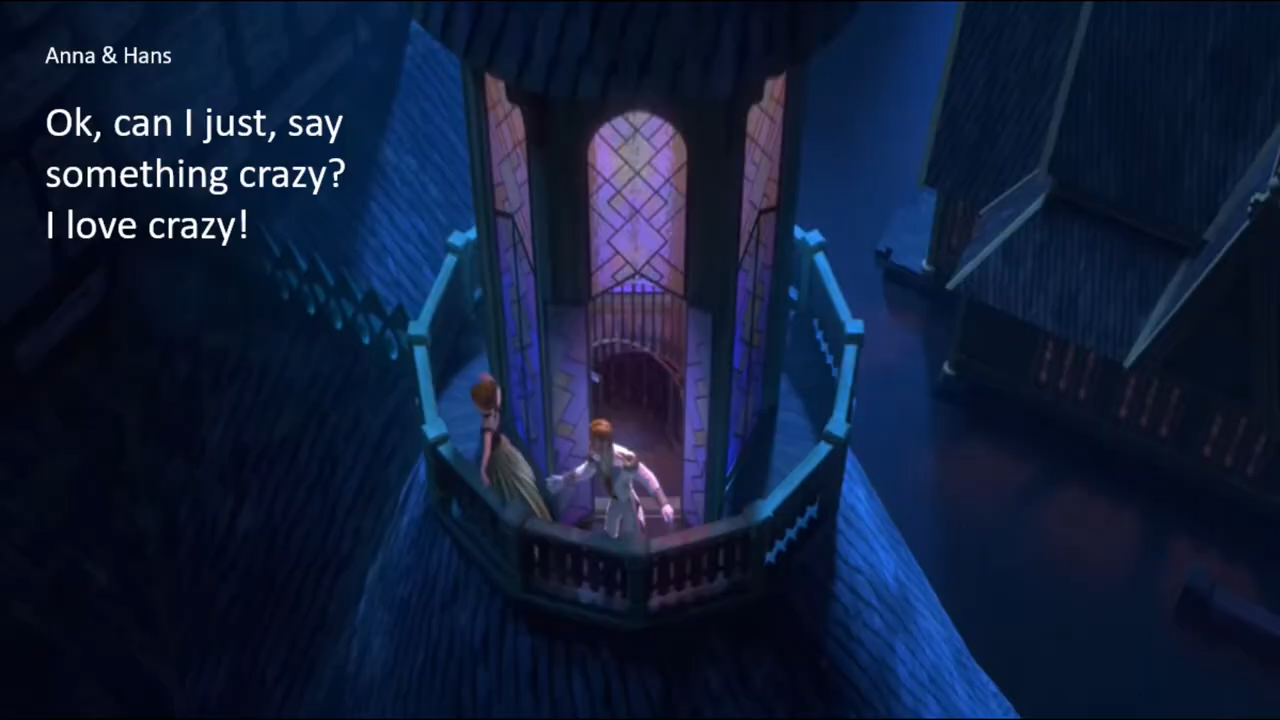 Anna & Hans
Ok, can I just, say
something crazy?
I love crazy!